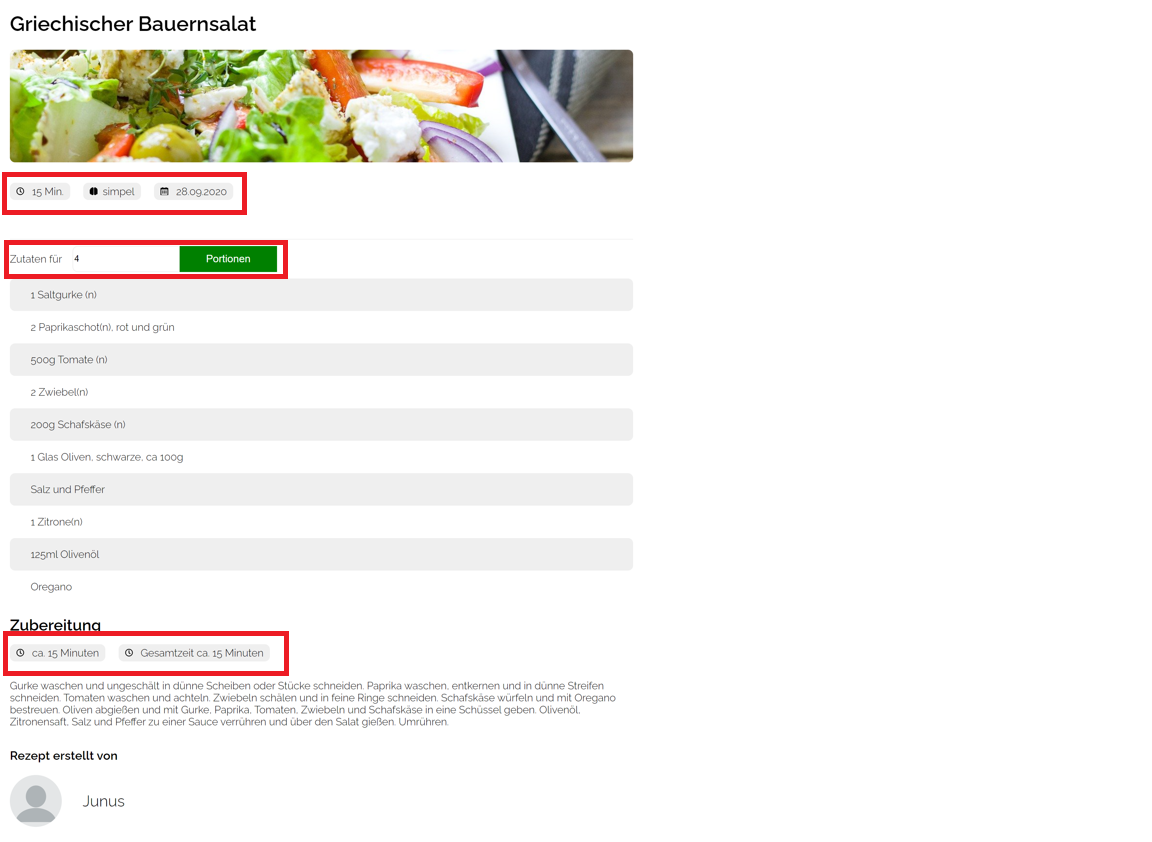 Griechischer Bauernsalat
15 Min. simpel 28.09.2020
Zutaten für 4 Portionen
1 Saltgurke (n)
2 Paprikaschot(n), rot und grün
500g Tomate (n)
2 Zwiebel(n)
200g Schafskäse (n)
1 Glas Oliven, schwarze, ca 100g
Salz und Pfeffer
1 Zitrone(n)
125ml Olivenöl
Oregano
Zubereitung
ca. 15 Minuten Gesamtzeit ca. 15 Minuten
Gurke waschen und ungeschält in dünne Scheiben oder Stücke schneiden. Paprika waschen, entkernen und in dünne Streifen
schneiden. Tomaten waschen und achteln. Zwiebeln schälen und in feine Ringe schneiden. Schafskäse würfeln und mit Oregano
bestreuen. Oliven abgießen und mit Gurke, Paprika, Tomaten, Zwiebeln und Schafskäse in eine Schüssel geben. Olivenöl,
Zitronensaft, Salz und Pfeffer zu einer Sauce verrühren und über den Salat gießen. Umrühren.
Rezept erstellt von
Junus